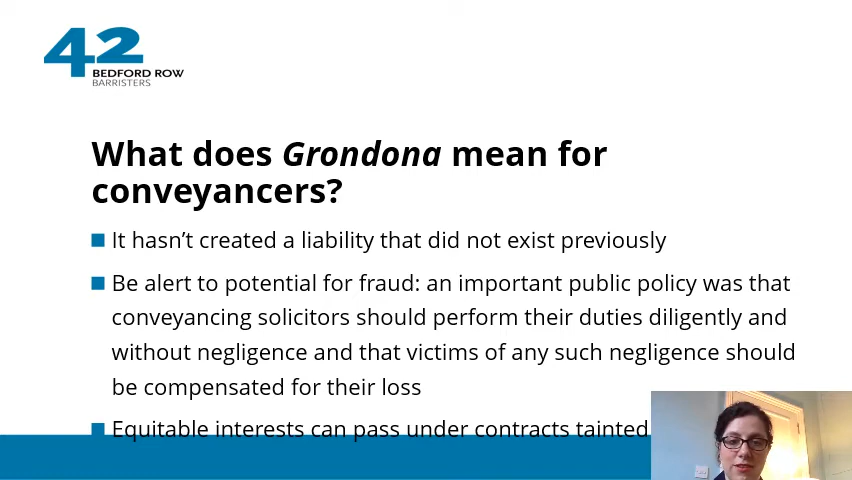 42
BEDFORD ROW
BARRISTERS
What does Grondona mean for
conveyancers?
It hasn’t created a liability that did not exist previously
Be alert to potential for fraud: an important public policy was that
conveyancing solicitors should perform their duties diligently and
without negligence and that victims of any such negligence should
be compensated for their loss
Equitable interests can pass under contracts tainted